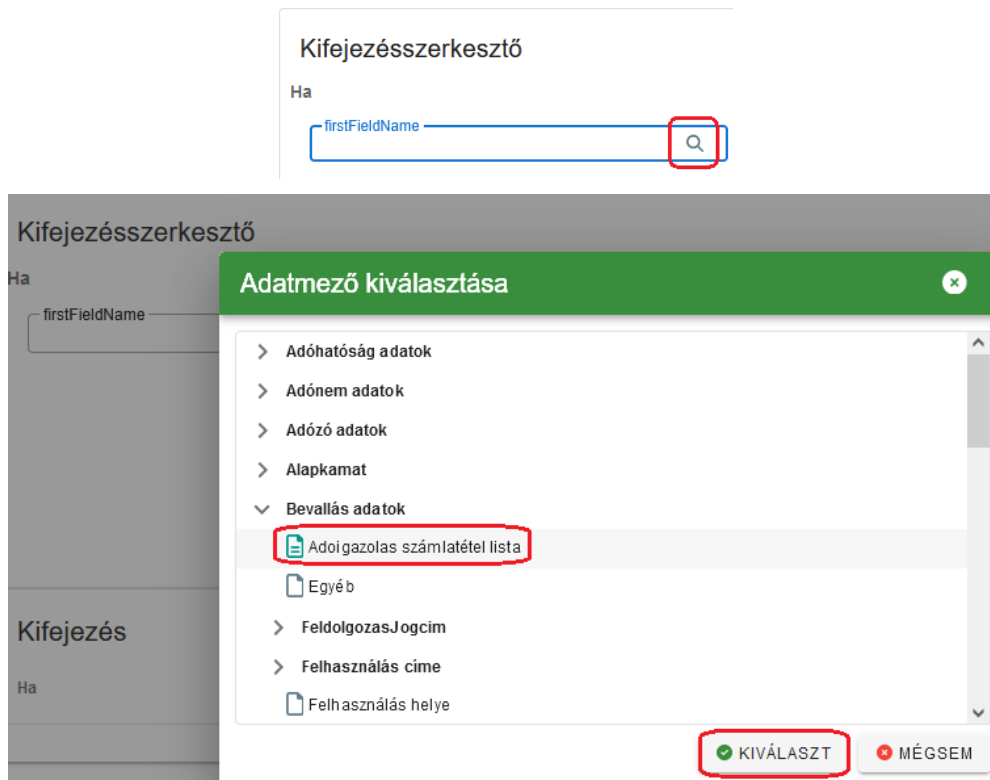 Kifejezésszerkesztő
Ha
firstFieldName
Kifejezésszerkesztő
Ha
firstFieldName
Adatmező kiválasztása
Adóhatóság adatok
Adónem adatok
Adózó adatok
Alapkamat
Bevallás adatok
Adoigazolas számlatétel lista
Egyéb
FeldolgozasJogcim
Felhasználás címe
Felhasználás helye
Kifejezés
Ha
KIVÁLASZT
MÉGSEM